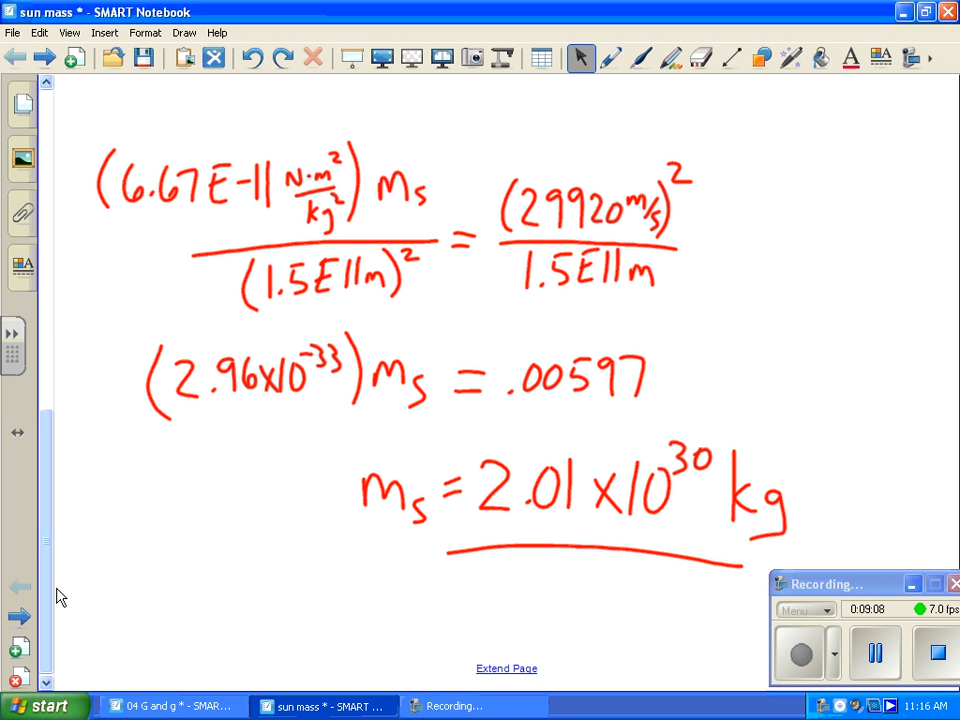 sun mass * - SMART Notebook
File Edit View Insert Format Draw Help
(6.67E-11 N·m²/kg²) ms / (1.5E11m)² = (29920 m/s)² / 1.5E11m
(2.96x10⁻³³) ms = .00597
ms = 2.01 x 10³⁰ kg
Extend Page
Recording...
Menu
0:09:08
7.0 fps
start
04 G and g * - SMAR...
sun mass * - SMART ...
Recording...
11:16 AM